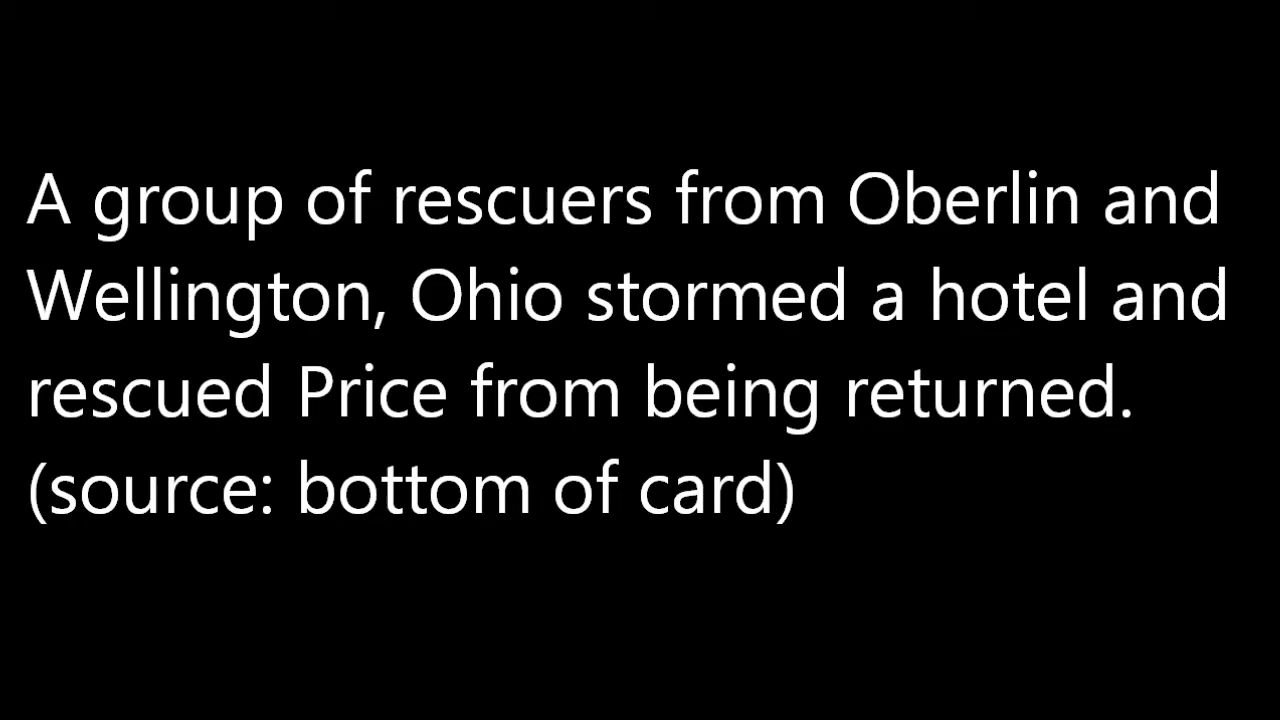 A group of rescuers from Oberlin and
Wellington, Ohio stormed a hotel and
rescued Price from being returned.
(source: bottom of card)